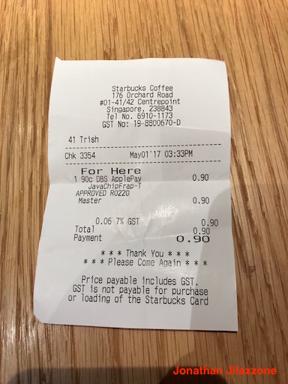 Starbucks Coffee
176 Orchard Road
#01-41/42 Centrepoint
Singapore, 238843
Tel No. 6910-1173
GST No: 19-8800670-D
41 Trish
Chk 3354 May01'17 03:33PM
For Here
1 90c DBS ApplePay 0.90
JavaChipFrap-T
APPROVED R0220
Master 0.90
0.06 7% GST 0.90
Total 0.90
Payment 0.90
* * * Thank You * * *
* * * Please Come Again * * *
Price payable includes GST.
GST is not payable for purchase
or loading of the Starbucks Card
Jonathan Jllazzone